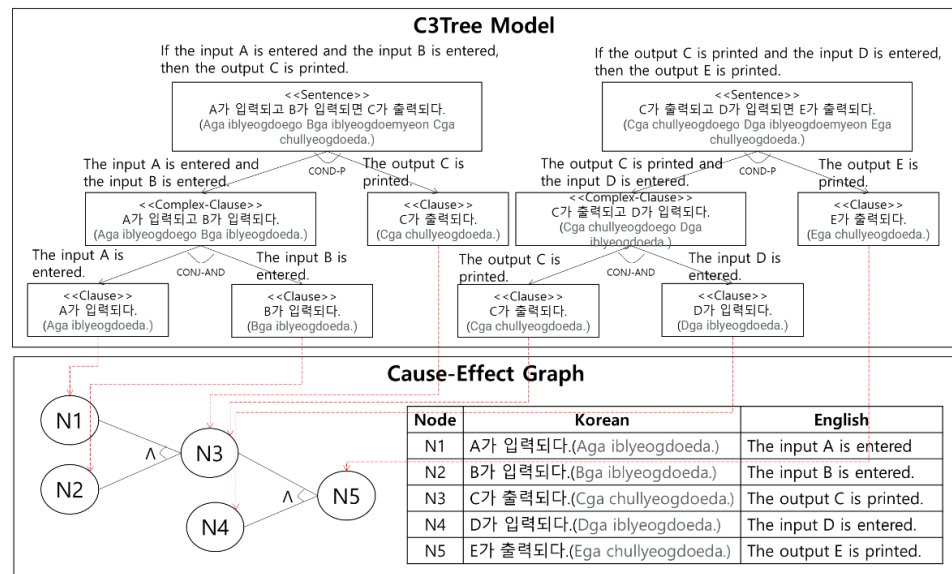 C3Tree Model
If the input A is entered and the input B is entered,
then the output C is printed.
<<Sentence>>
A가 입력되고 B가 입력되면 C가 출력되다.
(Aga iblyeogdoego Bga iblyeogdoemyeon Cga
chullyeogdoeda.)
COND-P
The input A is entered and
the input B is entered.
The output C is
printed.
<<Complex-Clause>>
A가 입력되고 B가 입력되다.
(Aga iblyeogdoego Bga iblyeogdoeda.)
<<Clause>>
C가 출력되다.
(Cga chullyeogdoeda.)
CONJ-AND
The input A is
entered.
The input B is
entered.
<<Clause>>
A가 입력되다.
(Aga iblyeogdoeda.)
<<Clause>>
B가 입력되다.
(Bga iblyeogdoeda.)
If the output C is printed and the input D is entered,
then the output E is printed.
<<Sentence>>
C가 출력되고 D가 입력되면 E가 출력되다.
(Cga chullyeogdoego Dga iblyeogdoemyeon Ega
chullyeogdoeda.)
COND-P
The output C is printed and
the input D is entered.
The output E is
printed.
<<Complex-Clause>>
C가 출력되고 D가 입력되다.
(Cga chullyeogdoego Dga
iblyeogdoeda.)
<<Clause>>
E가 출력되다.
(Ega chullyeogdoeda.)
CONJ-AND
The output C is
printed.
The input D is
entered.
<<Clause>>
C가 출력되다.
(Cga chullyeogdoeda.)
<<Clause>>
D가 입력되다.
(Dga iblyeogdoeda.)
Cause-Effect Graph
N1
N2
Λ
N3
N4
Λ
N5
Node Korean English
N1 A가 입력되다.(Aga iblyeogdoeda.) The input A is entered
N2 B가 입력되다.(Bga iblyeogdoeda.) The input B is entered.
N3 C가 출력되다.(Cga chullyeogdoeda.) The output C is printed.
N4 D가 입력되다.(Dga iblyeogdoeda.) The input D is entered.
N5 E가 출력되다.(Ega chullyeogdoeda.) The output E is printed.